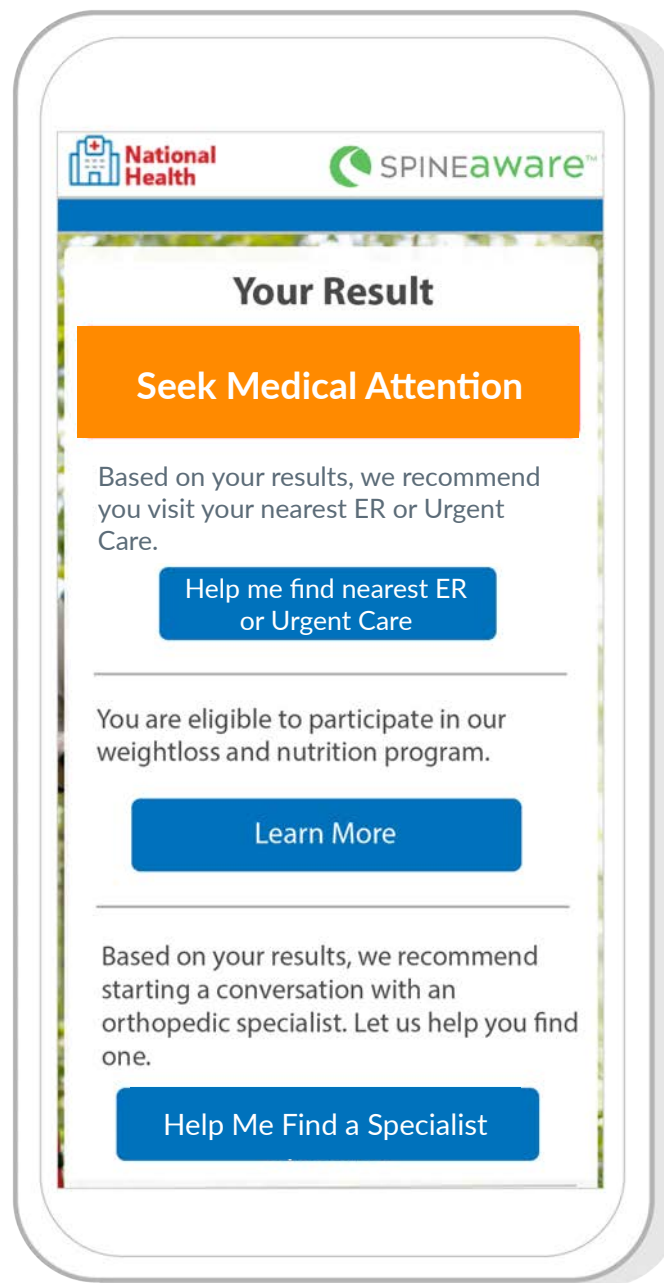 National
Health
SPINEaware™
Your Result
Seek Medical Attention
Based on your results, we recommend
you visit your nearest ER or Urgent
Care.
Help me find nearest ER
or Urgent Care
You are eligible to participate in our
weightloss and nutrition program.
Learn More
Based on your results, we recommend
starting a conversation with an
orthopedic specialist. Let us help you find
one.
Help Me Find a Specialist